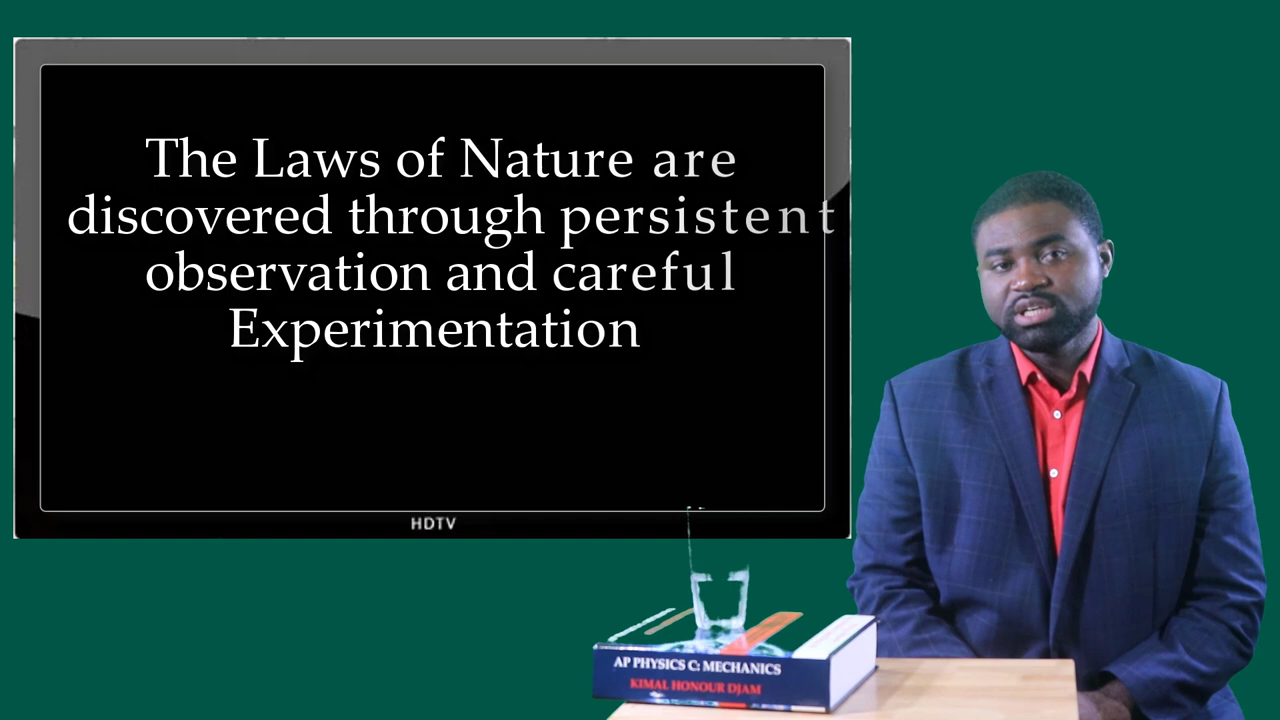 The Laws of Nature are
discovered through persistent
observation and careful
Experimentation
HDTV
AP PHYSICS C: MECHANICS
KIMAL HONOUR DJAM